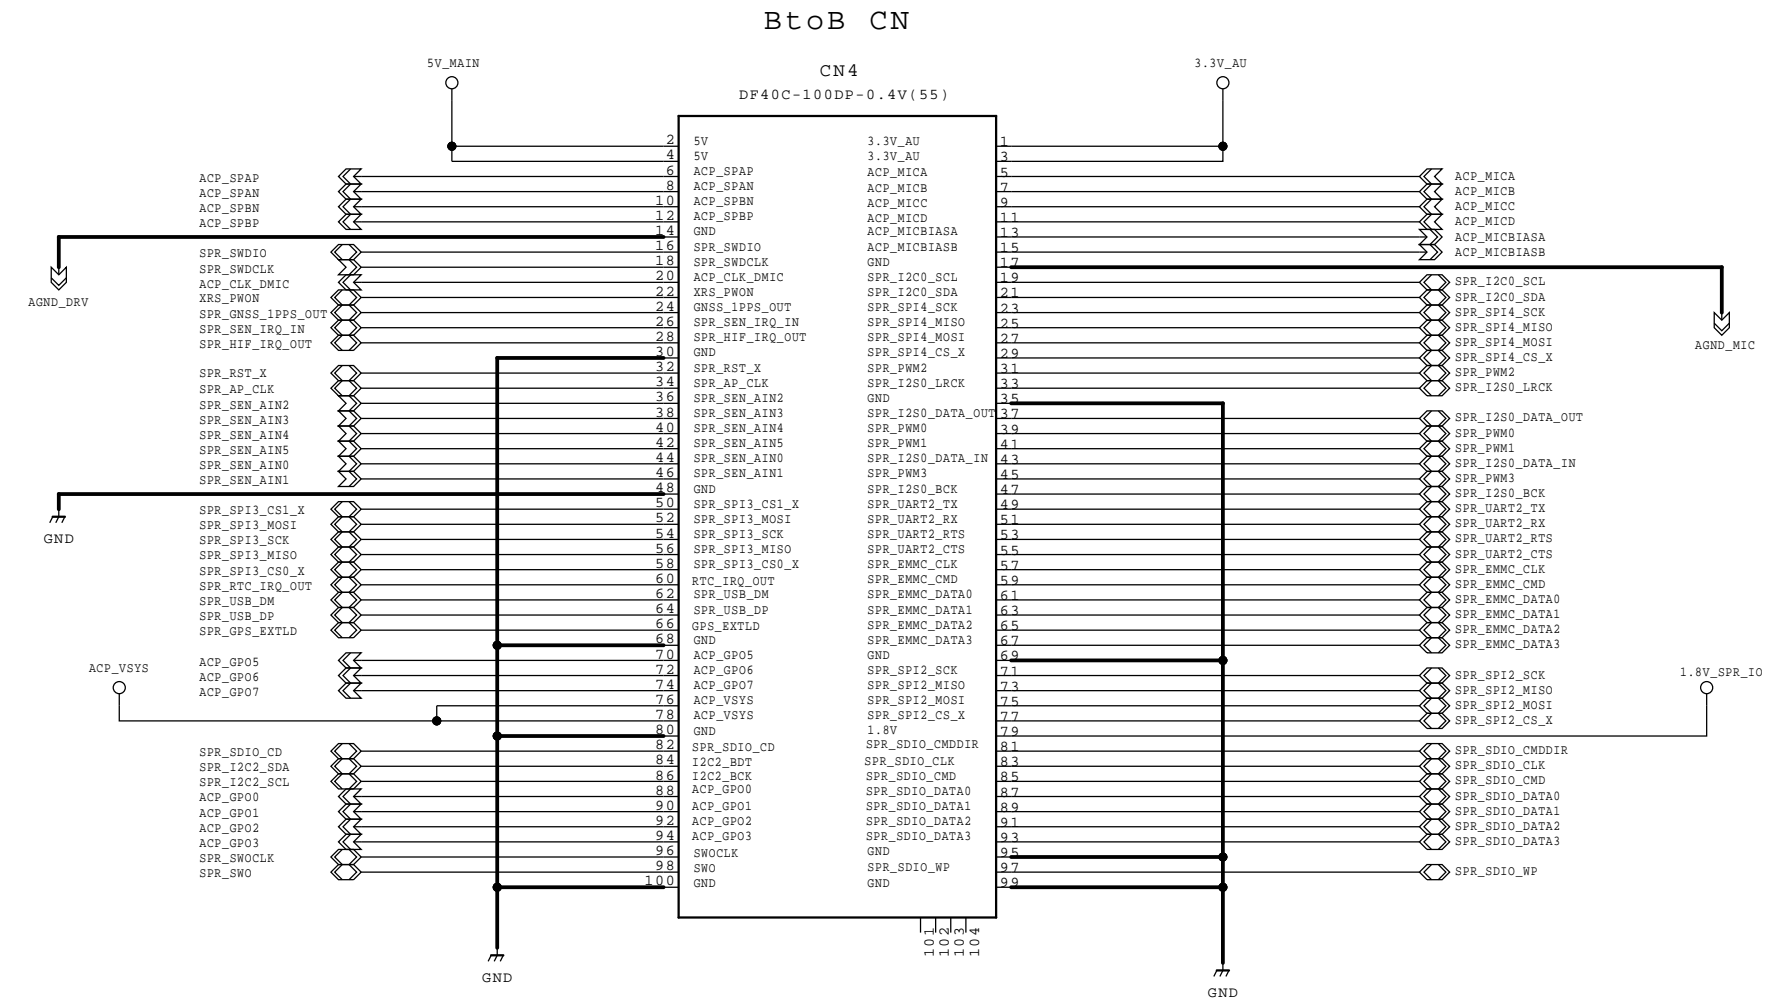 BtoB CN
5V_MAIN
CN4
3.3V_AU
DF40C-100DP-0.4V(55)
2 5V 3.3V_AU 1
4 5V 3.3V_AU 3
ACP_SPAP 6 ACP_SPAP ACP_MICA 5 ACP_MICA
ACP_SPAN 8 ACP_SPAN ACP_MICB 7 ACP_MICB
ACP_SPBN 10 ACP_SPBN ACP_MICC 9 ACP_MICC
ACP_SPBP 12 ACP_SPBP ACP_MICD 11 ACP_MICD
14 GND ACP_MICBIASA 13 ACP_MICBIASA
SPR_SWDIO 16 SPR_SWDIO ACP_MICBIASB 15 ACP_MICBIASB
SPR_SWDCLK 18 SPR_SWDCLK GND 17
ACP_CLK_DMIC 20 ACP_CLK_DMIC SPR_I2C0_SCL 19 SPR_I2C0_SCL
XRS_PWON 22 XRS_PWON SPR_I2C0_SDA 21 SPR_I2C0_SDA
AGND_DRV
SPR_GNSS_1PPS_OUT 24 GNSS_1PPS_OUT SPR_SPI4_SCK 23 SPR_SPI4_SCK
SPR_SEN_IRQ_IN 26 SPR_SEN_IRQ_IN SPR_SPI4_MISO 25 SPR_SPI4_MISO
SPR_HIF_IRQ_OUT 28 SPR_HIF_IRQ_OUT SPR_SPI4_MOSI 27 SPR_SPI4_MOSI
AGND_MIC
30 GND SPR_SPI4_CS_X 29 SPR_SPI4_CS_X
SPR_RST_X 32 SPR_RST_X SPR_PWM2 31 SPR_PWM2
SPR_AP_CLK 34 SPR_AP_CLK SPR_I2S0_LRCK 33 SPR_I2S0_LRCK
SPR_SEN_AIN2 36 SPR_SEN_AIN2 GND 35
SPR_SEN_AIN3 38 SPR_SEN_AIN3 SPR_I2S0_DATA_OUT 37 SPR_I2S0_DATA_OUT
SPR_SEN_AIN4 40 SPR_SEN_AIN4 SPR_PWM0 39 SPR_PWM0
SPR_SEN_AIN5 42 SPR_SEN_AIN5 SPR_PWM1 41 SPR_PWM1
SPR_SEN_AIN0 44 SPR_SEN_AIN0 SPR_I2S0_DATA_IN 43 SPR_I2S0_DATA_IN
SPR_SEN_AIN1 46 SPR_SEN_AIN1 SPR_PWM3 45 SPR_PWM3
48 GND SPR_I2S0_BCK 47 SPR_I2S0_BCK
SPR_SPI3_CS1_X 50 SPR_SPI3_CS1_X SPR_UART2_TX 49 SPR_UART2_TX
SPR_SPI3_MOSI 52 SPR_SPI3_MOSI SPR_UART2_RX 51 SPR_UART2_RX
GND
SPR_SPI3_SCK 54 SPR_SPI3_SCK SPR_UART2_RTS 53 SPR_UART2_RTS
SPR_SPI3_MISO 56 SPR_SPI3_MISO SPR_UART2_CTS 55 SPR_UART2_CTS
SPR_SPI3_CS0_X 58 SPR_SPI3_CS0_X SPR_EMMC_CLK 57 SPR_EMMC_CLK
SPR_RTC_IRQ_OUT 60 RTC_IRQ_OUT SPR_EMMC_CMD 59 SPR_EMMC_CMD
SPR_USB_DM 62 SPR_USB_DM SPR_EMMC_DATA0 61 SPR_EMMC_DATA0
SPR_USB_DP 64 SPR_USB_DP SPR_EMMC_DATA1 63 SPR_EMMC_DATA1
SPR_GPS_EXTLD 66 GPS_EXTLD SPR_EMMC_DATA2 65 SPR_EMMC_DATA2
68 GND SPR_EMMC_DATA3 67 SPR_EMMC_DATA3
ACP_GPO5 70 ACP_GPO5 GND 69
ACP_VSYS
ACP_GPO6 72 ACP_GPO6 SPR_SPI2_SCK 71 SPR_SPI2_SCK
1.8V_SPR_IO
ACP_GPO7 74 ACP_GPO7 SPR_SPI2_MISO 73 SPR_SPI2_MISO
76 ACP_VSYS SPR_SPI2_MOSI 75 SPR_SPI2_MOSI
78 ACP_VSYS SPR_SPI2_CS_X 77 SPR_SPI2_CS_X
80 GND 1.8V 79
SPR_SDIO_CD 82 SPR_SDIO_CD SPR_SDIO_CMDDIR 81 SPR_SDIO_CMDDIR
SPR_I2C2_SDA 84 I2C2_BDT SPR_SDIO_CLK 83 SPR_SDIO_CLK
SPR_I2C2_SCL 86 I2C2_BCK SPR_SDIO_CMD 85 SPR_SDIO_CMD
ACP_GPO0 88 ACP_GPO0 SPR_SDIO_DATA0 87 SPR_SDIO_DATA0
ACP_GPO1 90 ACP_GPO1 SPR_SDIO_DATA1 89 SPR_SDIO_DATA1
ACP_GPO2 92 ACP_GPO2 SPR_SDIO_DATA2 91 SPR_SDIO_DATA2
ACP_GPO3 94 ACP_GPO3 SPR_SDIO_DATA3 93 SPR_SDIO_DATA3
SPR_SWOCLK 96 SWOCLK GND 95
SPR_SWO 98 SWO SPR_SDIO_WP 97 SPR_SDIO_WP
100 GND GND 99
101 102 103 104
GND
GND